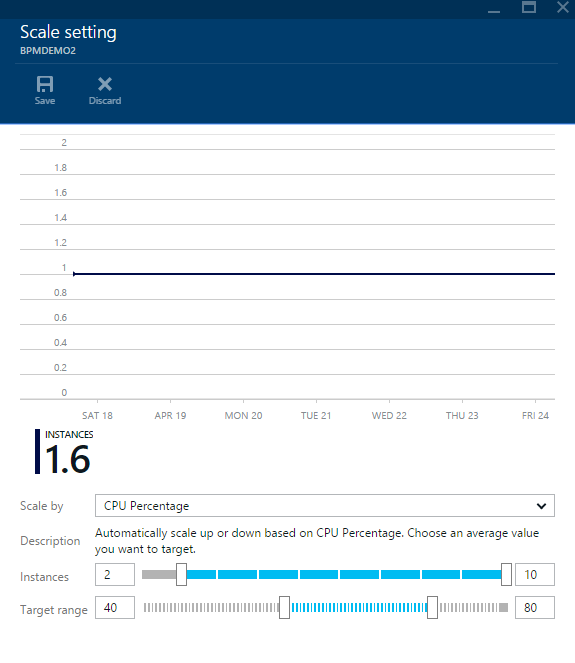 Scale setting
BPMDEMO2
Save Discard
2
1.8
1.6
1.4
1.2
1
0.8
0.6
0.4
0.2
0
SAT 18 APR 19 MON 20 TUE 21 WED 22 THU 23 FRI 24
INSTANCES
1.6
Scale by CPU Percentage
Description Automatically scale up or down based on CPU Percentage. Choose an average value
you want to target.
Instances 2 10
Target range 40 80